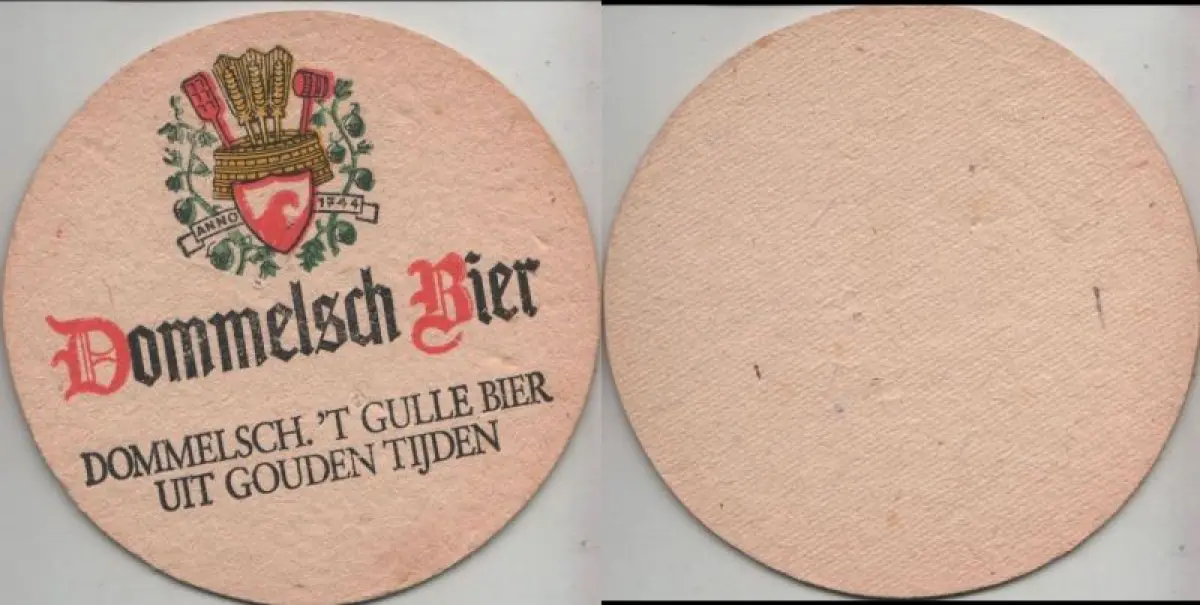 ANNO 1744
Dommelsch Bier
DOMMELSCH. 'T GULLE BIER
UIT GOUDEN TIJDEN